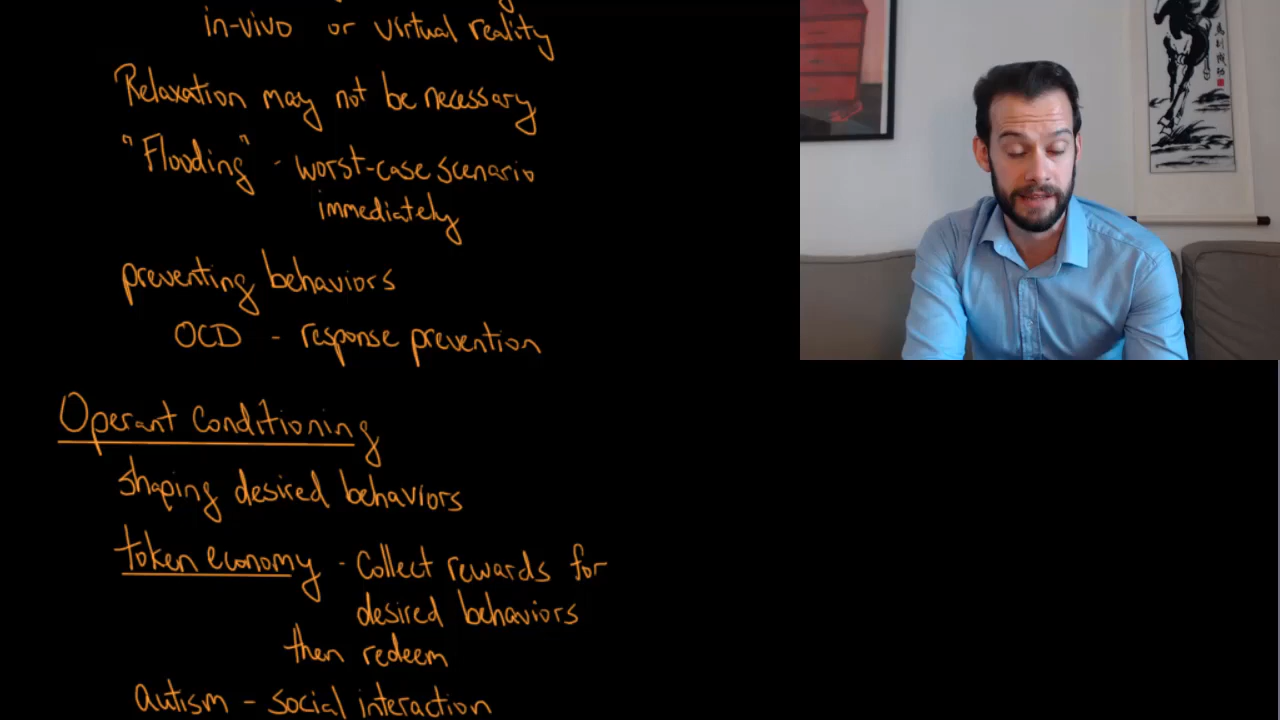 in-vivo or virtual reality
Relaxation may not be necessary
"Flooding" - worst-case scenario
immediately
preventing behaviors
OCD - response prevention
Operant Conditioning
shaping desired behaviors
token economy - Collect rewards for
desired behaviors
then redeem
autism - social interaction